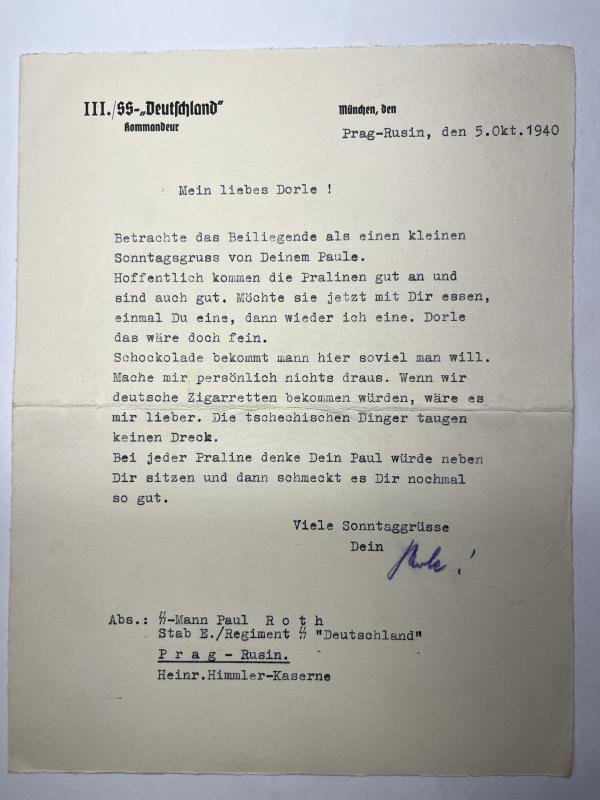 III./SS-„Deutschland"
Kommandeur
München, den
Prag-Rusin, den 5.Okt.1940
Mein liebes Dorle !
Betrachte das Beiliegende als einen kleinen
Sonntagsgruss von Deinem Paule.
Hoffentlich kommen die Pralinen gut an und
sind auch gut. Möchte sie jetzt mit Dir essen,
einmal Du eine, dann wieder ich eine. Dorle
das wäre doch fein.
Schockolade bekommt mann hier soviel man will.
Mache mir persönlich nichts draus. Wenn wir
deutsche Zigarretten bekommen würden, wäre es
mir lieber. Die tschechischen Dinger taugen
keinen Dreck.
Bei jeder Praline denke Dein Paul würde neben
Dir sitzen und dann schmeckt es Dir nochmal
so gut.
Viele Sonntaggrüsse
Dein
Abs.: ᛋᛋ-Mann Paul R o t h
Stab E./Regiment ᛋᛋ "Deutschland"
P r a g - Rusin.
Heinr.Himmler-Kaserne